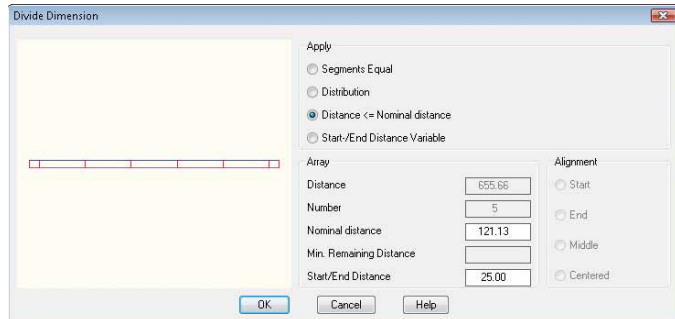 Divide Dimension
Apply
Segments Equal
Distribution
Distance <= Nominal distance
Start-/End Distance Variable
Array
Distance 655.66
Number 5
Nominal distance 121.13
Min. Remaining Distance
Start/End Distance 25.00
Alignment
Start
End
Middle
Centered
OK Cancel Help